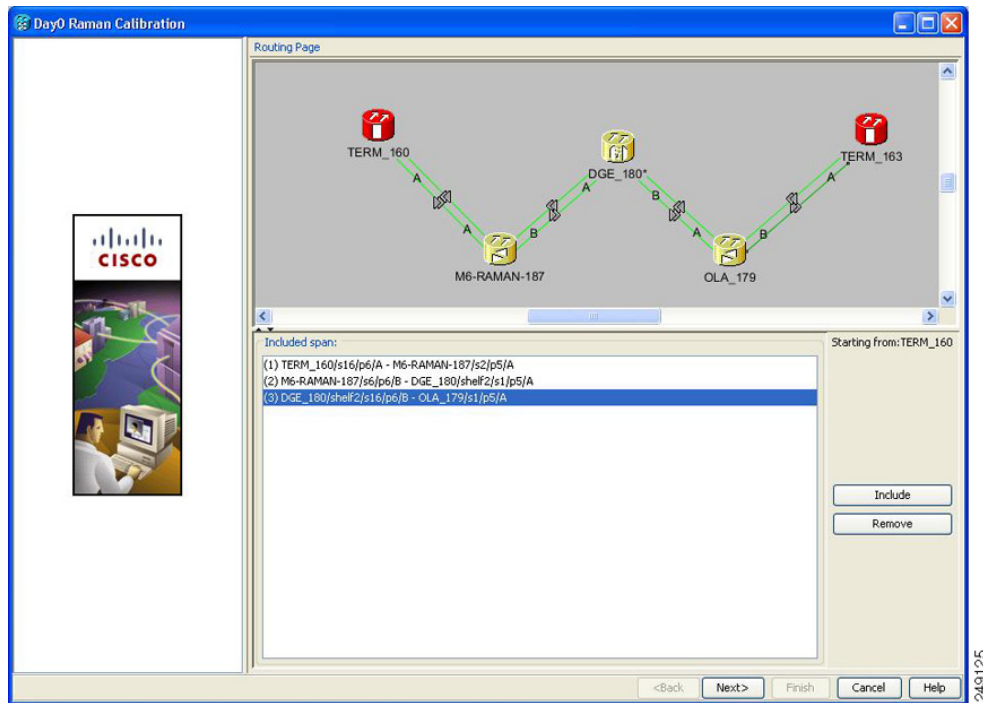 Day0 Raman Calibration
CISCO
Routing Page
TERM_160
DGE_180*
TERM_163
A
A
A
B
A
A
B
B
M6-RAMAN-187
OLA_179
Included span:
Starting from:TERM_160
(1) TERM_160/s16/p6/A - M6-RAMAN-187/s2/p5/A
(2) M6-RAMAN-187/s6/p6/B - DGE_180/shelf2/s1/p5/A
(3) DGE_180/shelf2/s16/p6/B - OLA_179/s1/p5/A
Include
Remove
<Back
Next>
Finish
Cancel
Help
249125